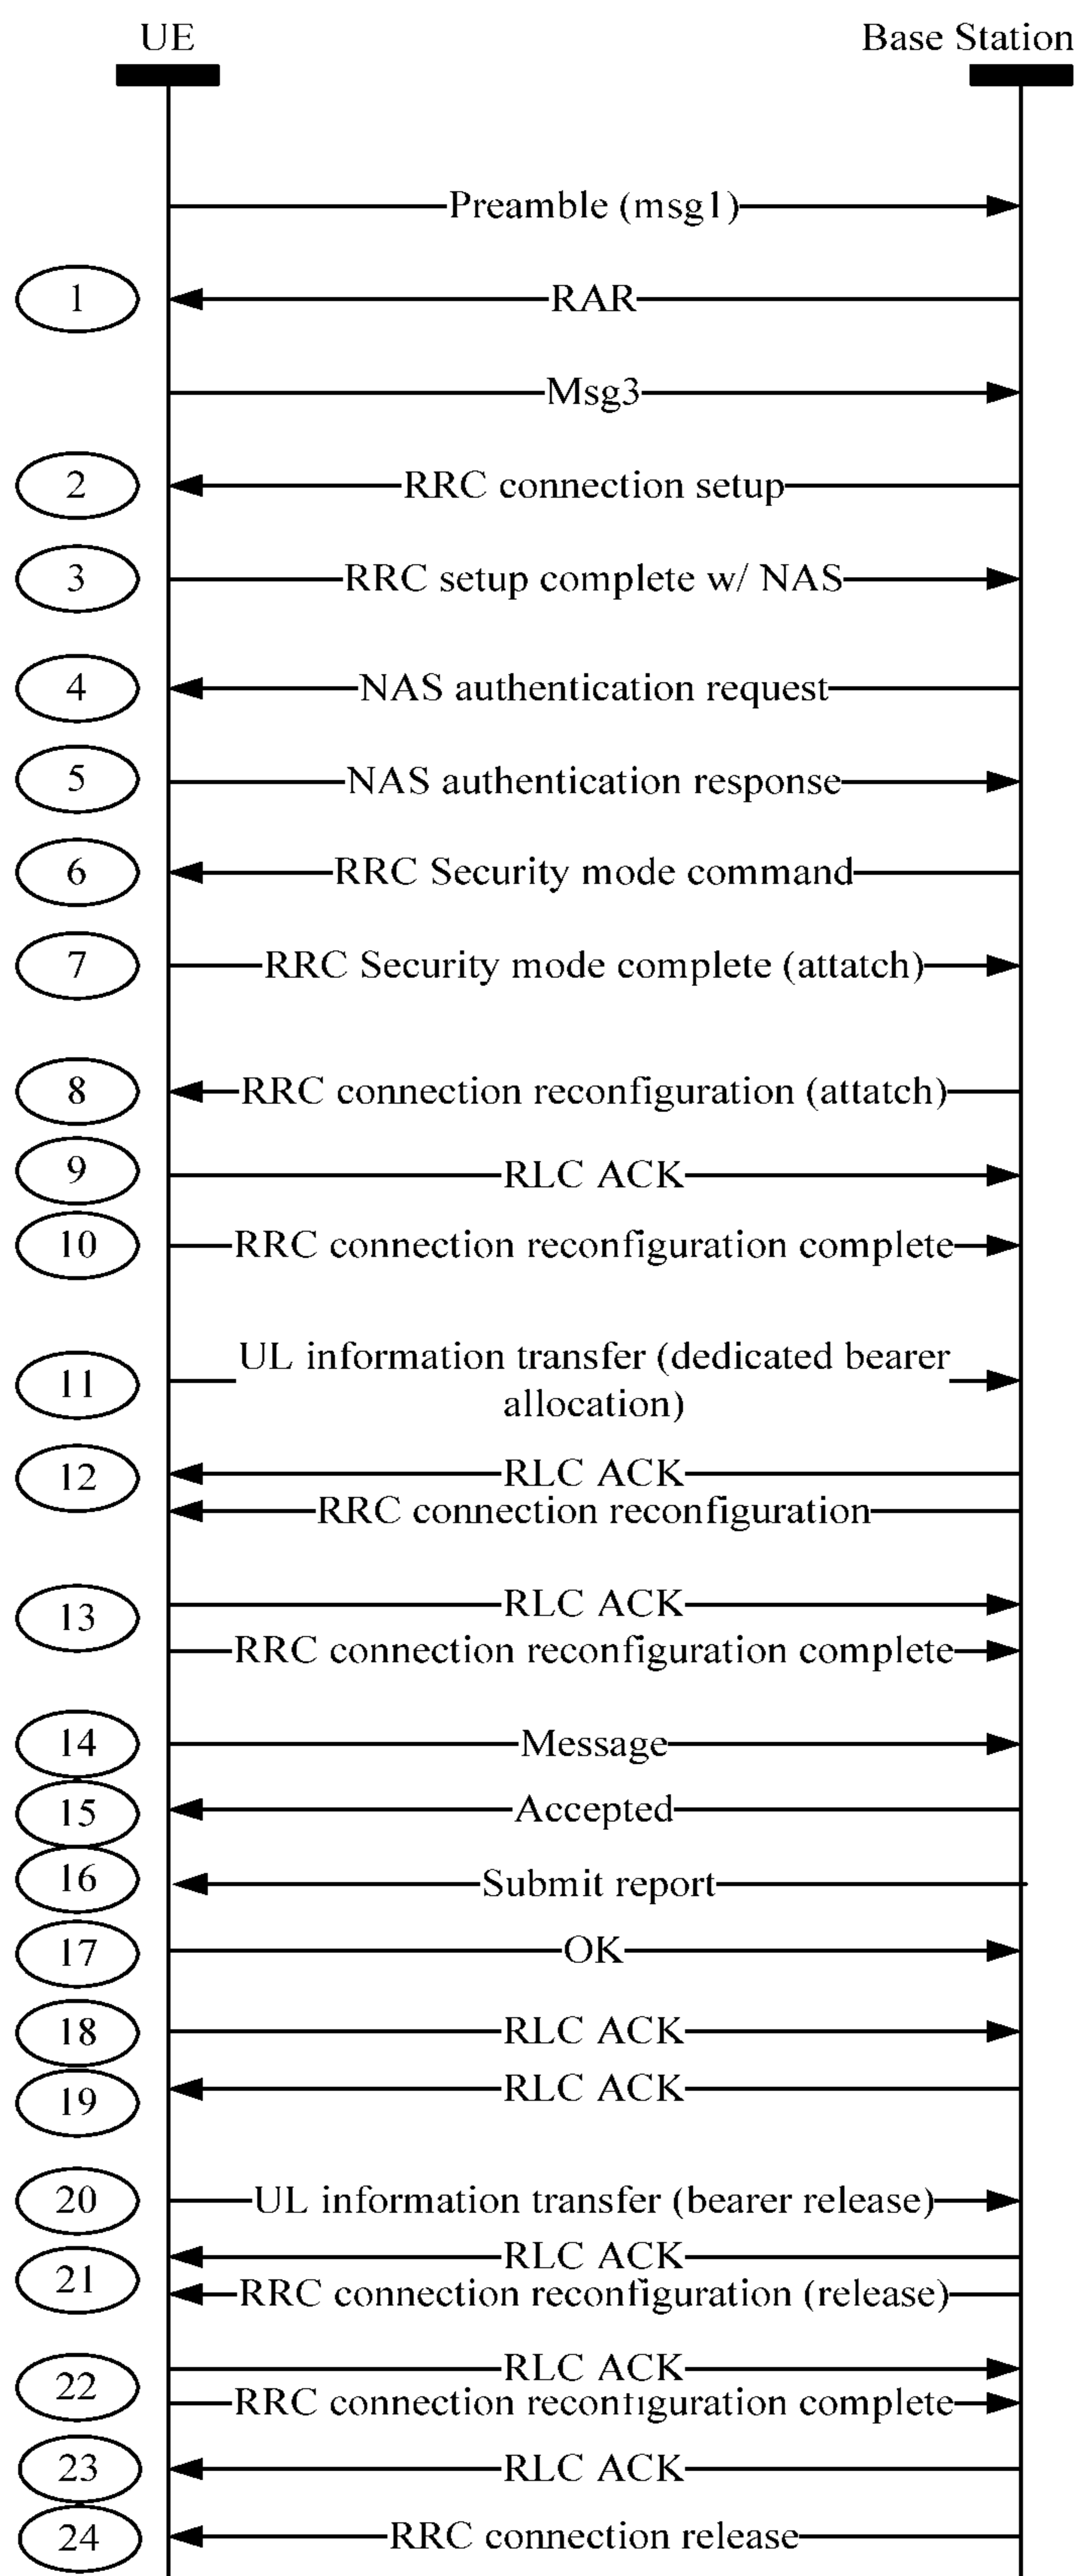 UE
Base Station
Preamble (msg1)
1
RAR
Msg3
2
RRC connection setup
3
RRC setup complete w/ NAS
4
NAS authentication request
5
NAS authentication response
6
RRC Security mode command
7
RRC Security mode complete (attatch)
8
RRC connection reconfiguration (attatch)
9
RLC ACK
10
RRC connection reconfiguration complete
11
UL information transfer (dedicated bearer
allocation)
12
RLC ACK
RRC connection reconfiguration
13
RLC ACK
RRC connection reconfiguration complete
14
Message
15
Accepted
16
Submit report
17
OK
18
RLC ACK
19
RLC ACK
20
UL information transfer (bearer release)
21
RLC ACK
RRC connection reconfiguration (release)
22
RLC ACK
RRC connection reconfiguration complete
23
RLC ACK
24
RRC connection release